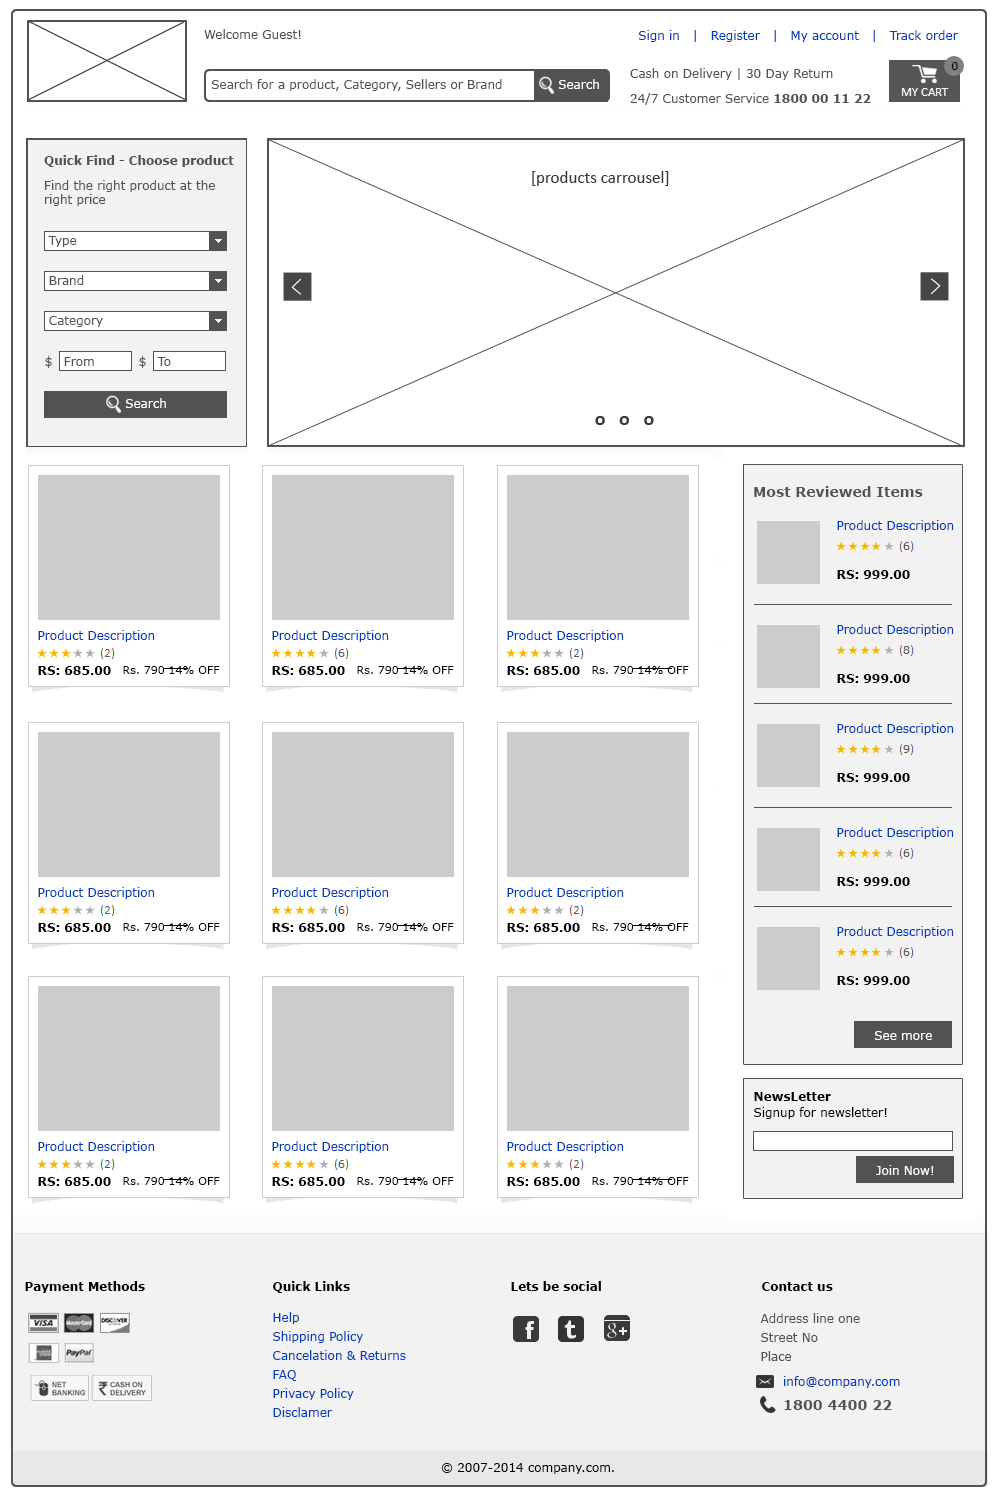 Welcome Guest!
Sign in | Register | My account | Track order
Search for a product, Category, Sellers or Brand
Search
Cash on Delivery | 30 Day Return
24/7 Customer Service 1800 00 11 22
0
MY CART
Quick Find - Choose product
Find the right product at the
right price
Type
Brand
Category
$ From $ To
Search
[products carrousel]
Product Description
(2)
RS: 685.00 Rs. 790 14% OFF
Product Description
(6)
RS: 685.00 Rs. 790 14% OFF
Product Description
(2)
RS: 685.00 Rs. 790 14% OFF
Product Description
(2)
RS: 685.00 Rs. 790 14% OFF
Product Description
(6)
RS: 685.00 Rs. 790 14% OFF
Product Description
(2)
RS: 685.00 Rs. 790 14% OFF
Product Description
(2)
RS: 685.00 Rs. 790 14% OFF
Product Description
(6)
RS: 685.00 Rs. 790 14% OFF
Product Description
(2)
RS: 685.00 Rs. 790 14% OFF
Most Reviewed Items
Product Description
(6)
RS: 999.00
Product Description
(8)
RS: 999.00
Product Description
(9)
RS: 999.00
Product Description
(6)
RS: 999.00
Product Description
(6)
RS: 999.00
See more
NewsLetter
Signup for newsletter!
Join Now!
Payment Methods
VISA MasterCard DISCOVER
PayPal
NET
BANKING
₹ CASH ON
DELIVERY
Quick Links
Help
Shipping Policy
Cancelation & Returns
FAQ
Privacy Policy
Disclamer
Lets be social
f t g+
Contact us
Address line one
Street No
Place
info@company.com
1800 4400 22
© 2007-2014 company.com.